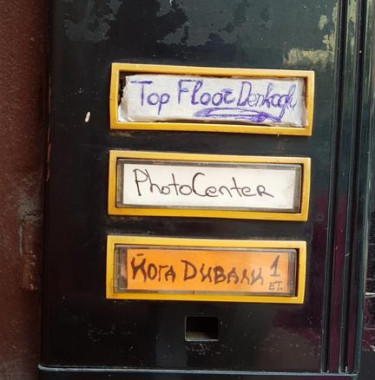 Top Floor
PhotoCenter
Йога Дивали 1
ет.